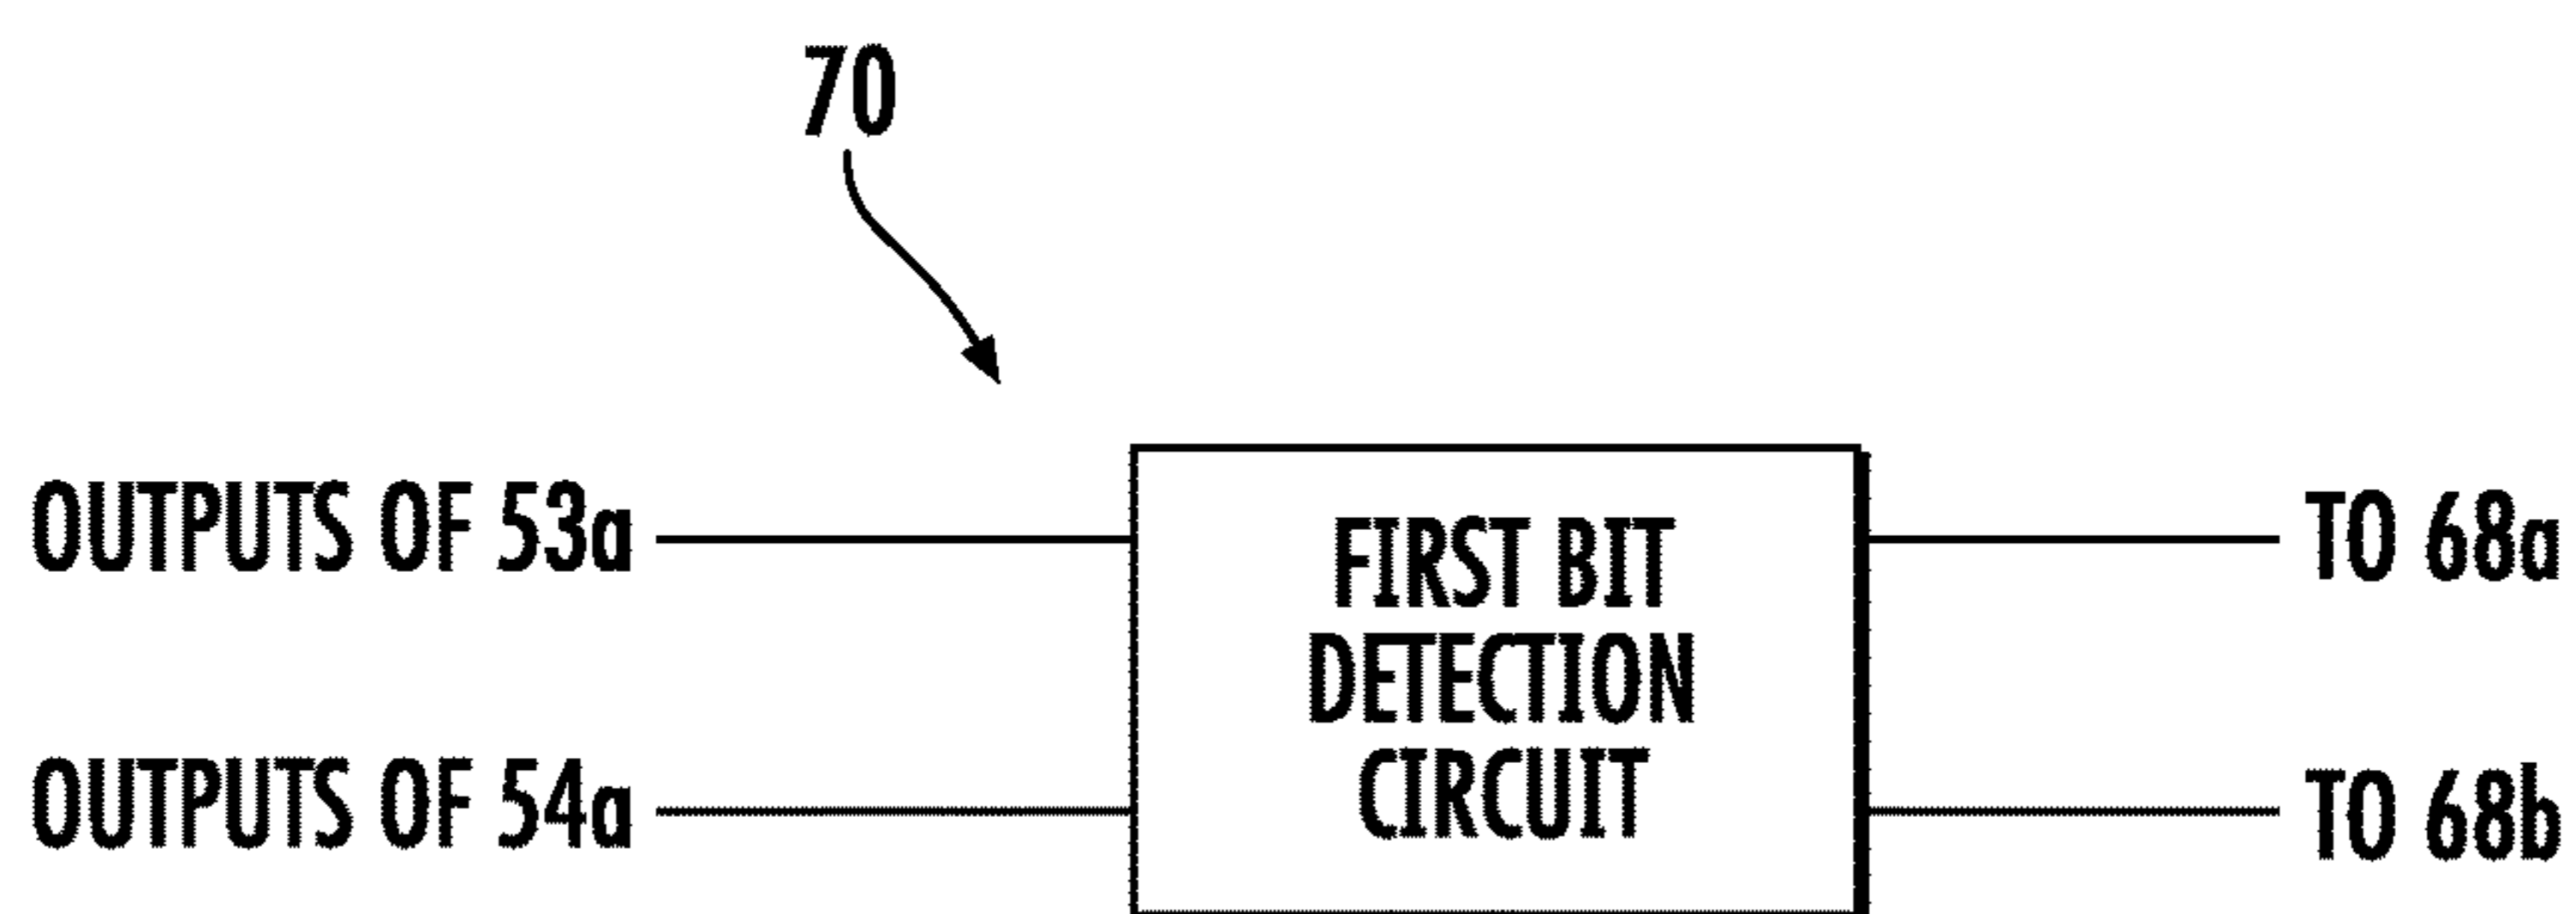 70
OUTPUTS OF 53a
OUTPUTS OF 54a
FIRST BIT
DETECTION
CIRCUIT
TO 68a
TO 68b